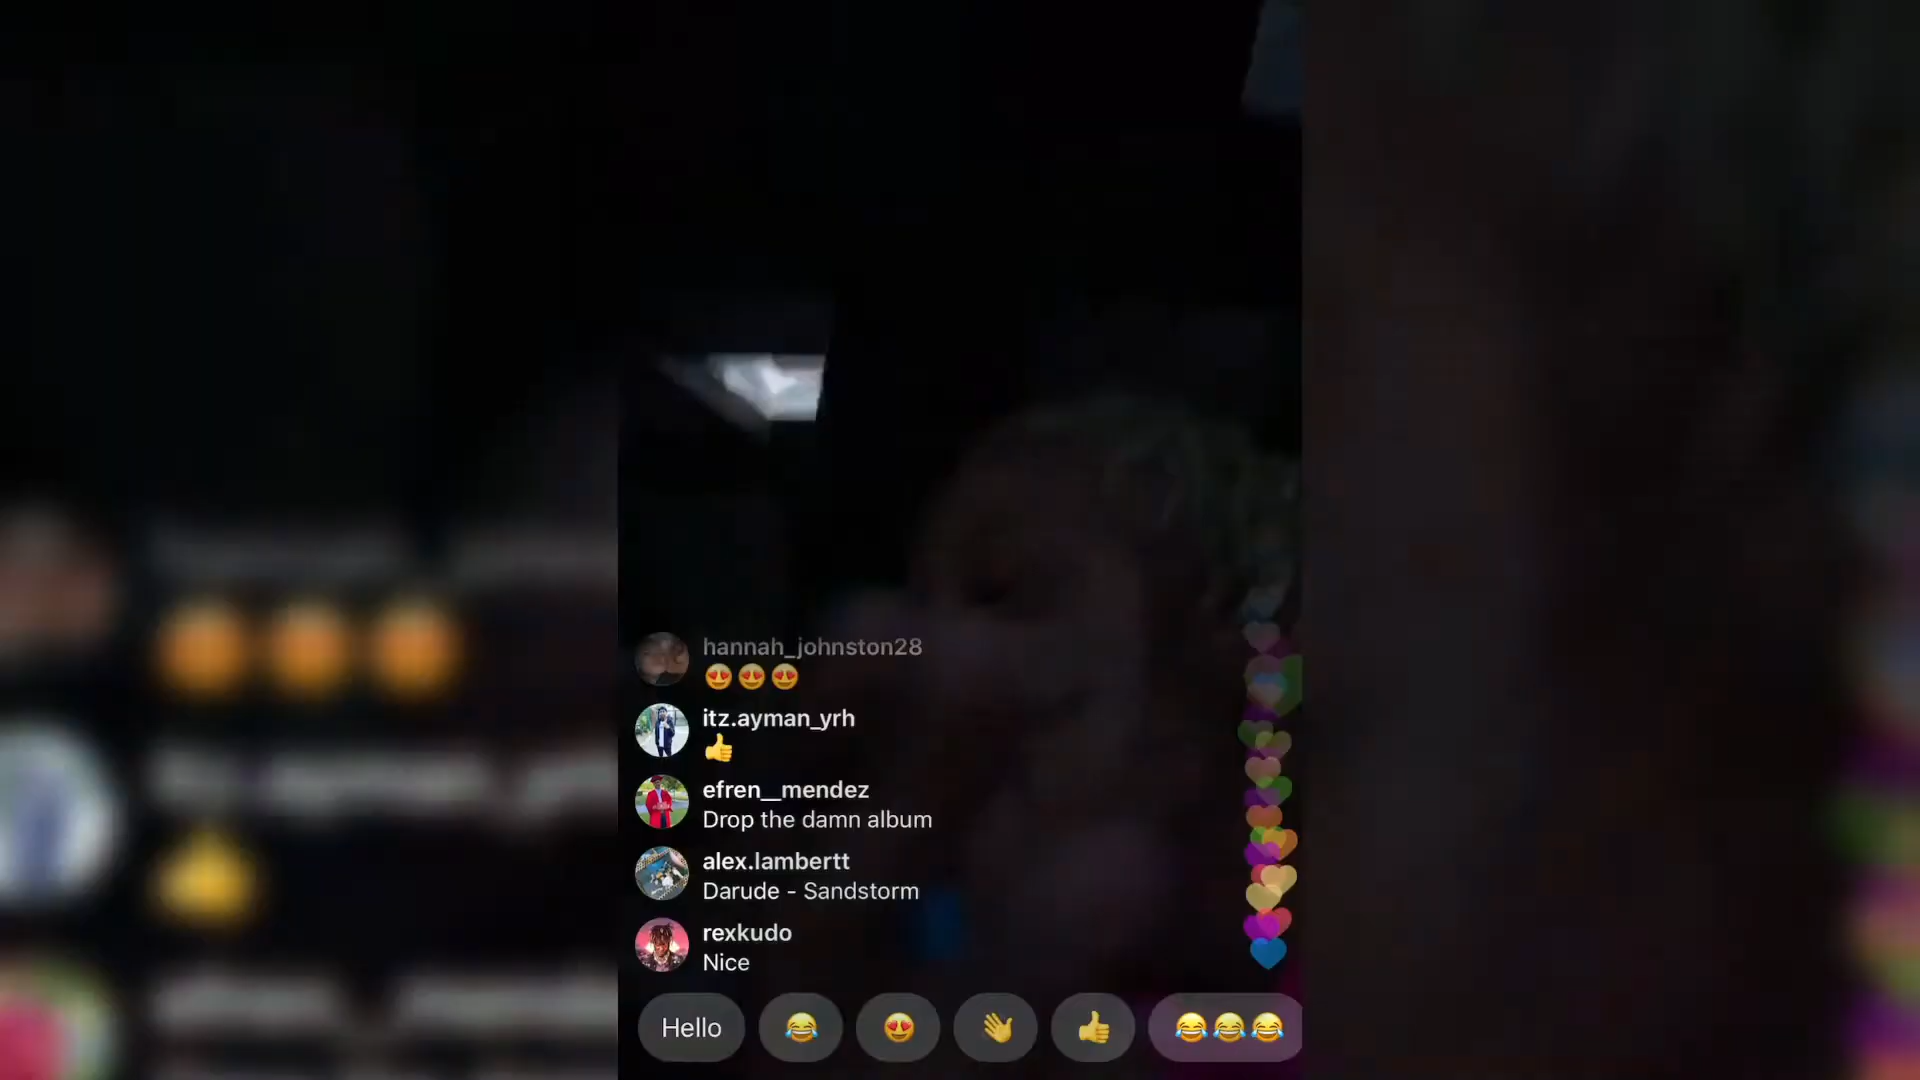 hannah_johnston28
😍😍😍
itz.ayman_yrh
👍
efren__mendez
Drop the damn album
alex.lambertt
Darude - Sandstorm
rexkudo
Nice
Hello 😂 😍 👋 👍 😂😂😂